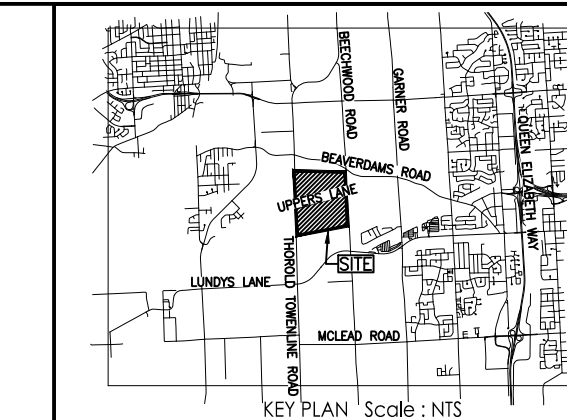 BEECHWOOD ROAD
GARNER ROAD
QUEEN ELIZABETH WAY
BEAVERDAMS ROAD
UPPERS LANE
SITE
THOROLD TOWENLINE ROAD
LUNDYS LANE
MCLEAD ROAD
KEY PLAN Scale : NTS